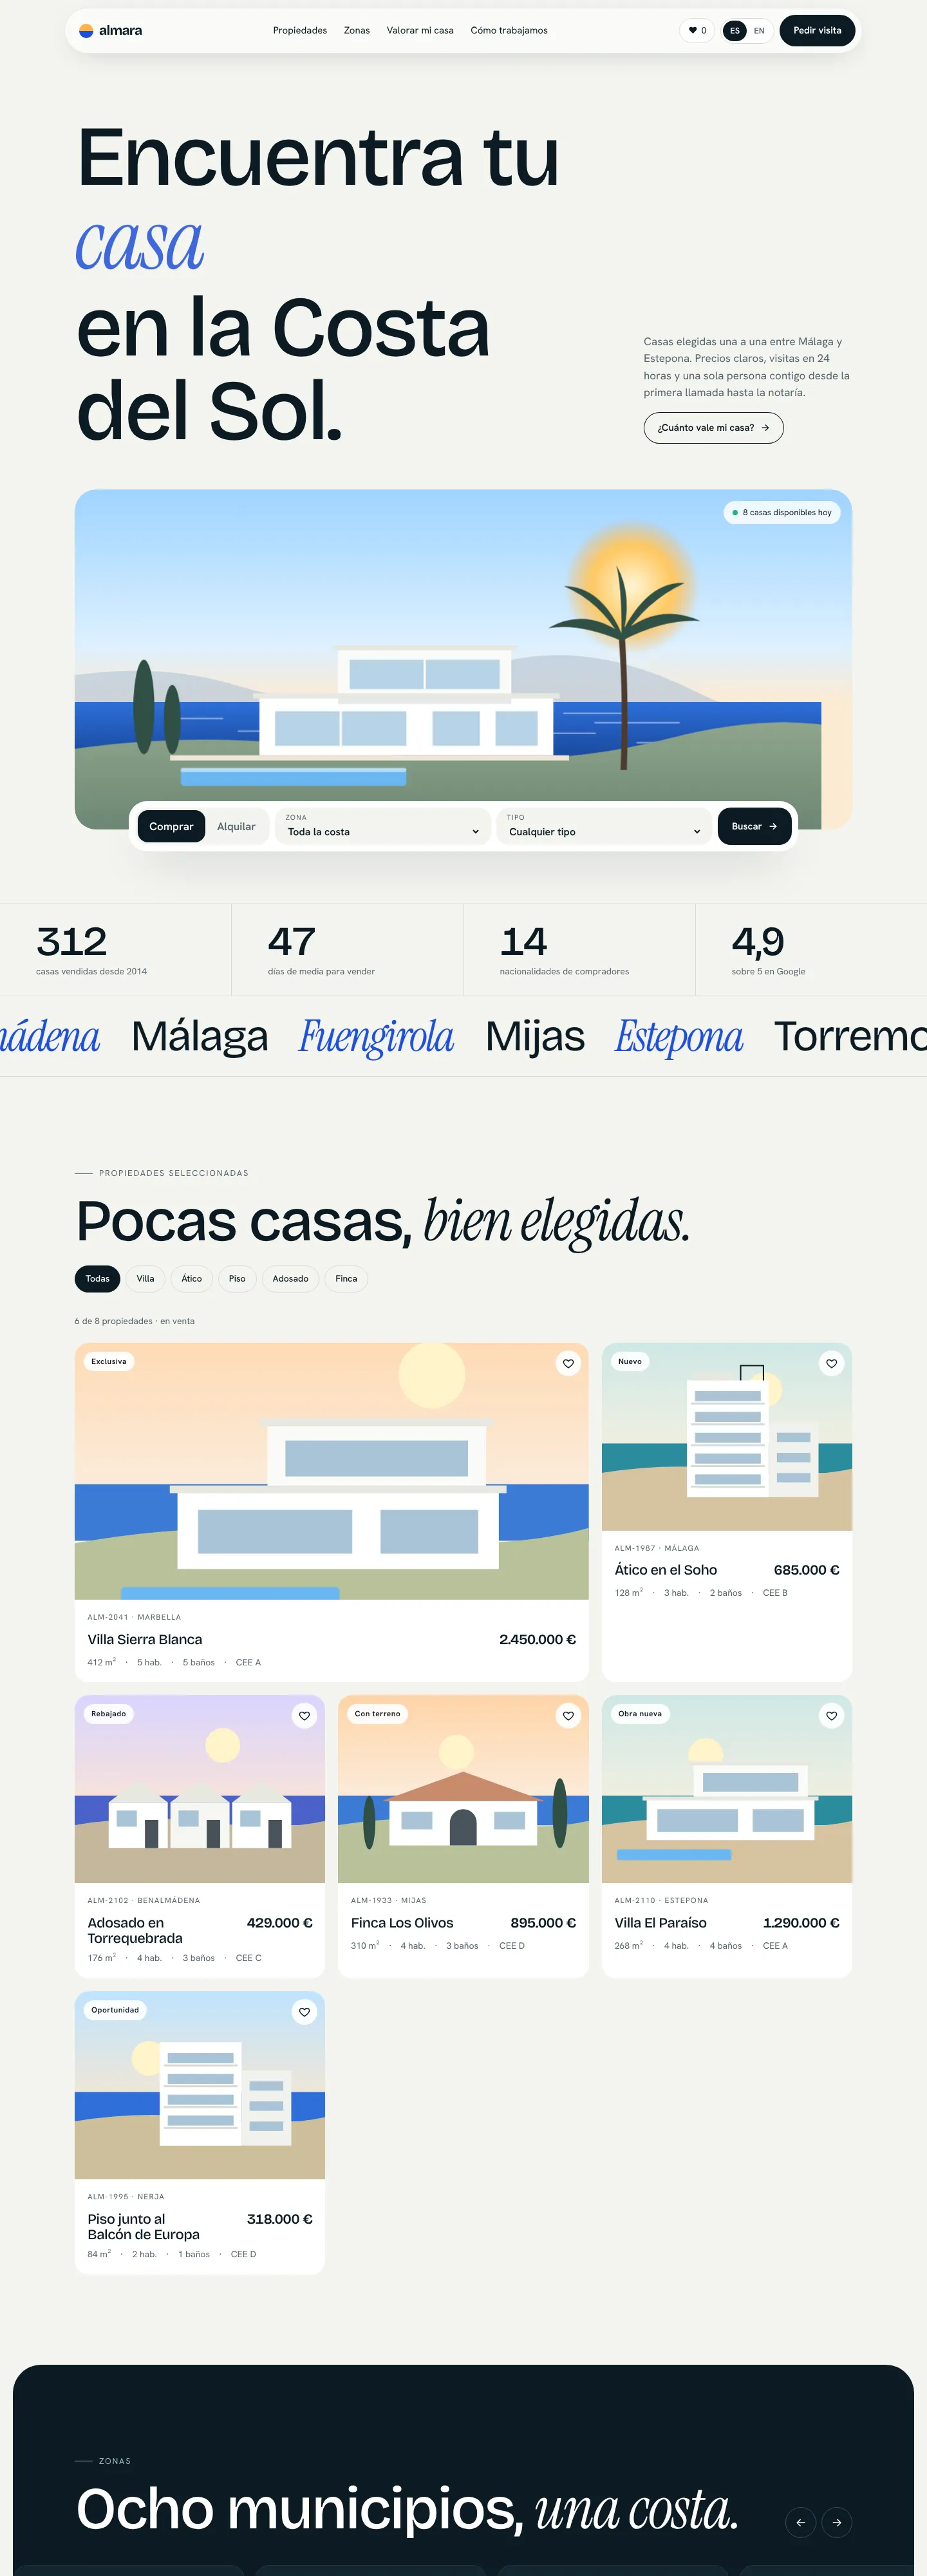 almara
Propiedades Zonas Valorar mi casa Cómo trabajamos
♥ 0
ES EN
Pedir visita
Encuentra tu
casa
en la Costa
del Sol.
Casas elegidas una a una entre Málaga y
Estepona. Precios claros, visitas en 24
horas y una sola persona contigo desde la
primera llamada hasta la notaría.
¿Cuánto vale mi casa? →
8 casas disponibles hoy
Comprar Alquilar
ZONA
Toda la costa
TIPO
Cualquier tipo
Buscar →
312
casas vendidas desde 2014
47
días de media para vender
14
nacionalidades de compradores
4,9
sobre 5 en Google
nádena Málaga Fuengirola Mijas Estepona Torremo
PROPIEDADES SELECCIONADAS
Pocas casas, bien elegidas.
Todas Villa Ático Piso Adosado Finca
6 de 8 propiedades · en venta
Exclusiva
ALM-2041 · MARBELLA
Villa Sierra Blanca 2.450.000 €
412 m² · 5 hab. · 5 baños · CEE A
Nuevo
ALM-1987 · MÁLAGA
Ático en el Soho 685.000 €
128 m² · 3 hab. · 2 baños · CEE B
Rebajado
ALM-2102 · BENALMÁDENA
Adosado en
Torrequebrada
429.000 €
176 m² · 4 hab. · 3 baños · CEE C
Con terreno
ALM-1933 · MIJAS
Finca Los Olivos 895.000 €
310 m² · 4 hab. · 3 baños · CEE D
Obra nueva
ALM-2110 · ESTEPONA
Villa El Paraíso 1.290.000 €
268 m² · 4 hab. · 4 baños · CEE A
Oportunidad
ALM-1995 · NERJA
Piso junto al
Balcón de Europa
318.000 €
84 m² · 2 hab. · 1 baños · CEE D
ZONAS
Ocho municipios, una costa.
← →